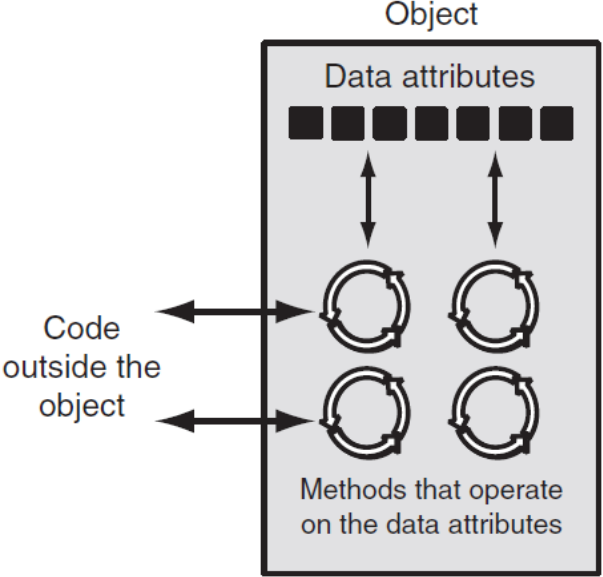 Object
Data attributes
Code
outside the
object
Methods that operate
on the data attributes